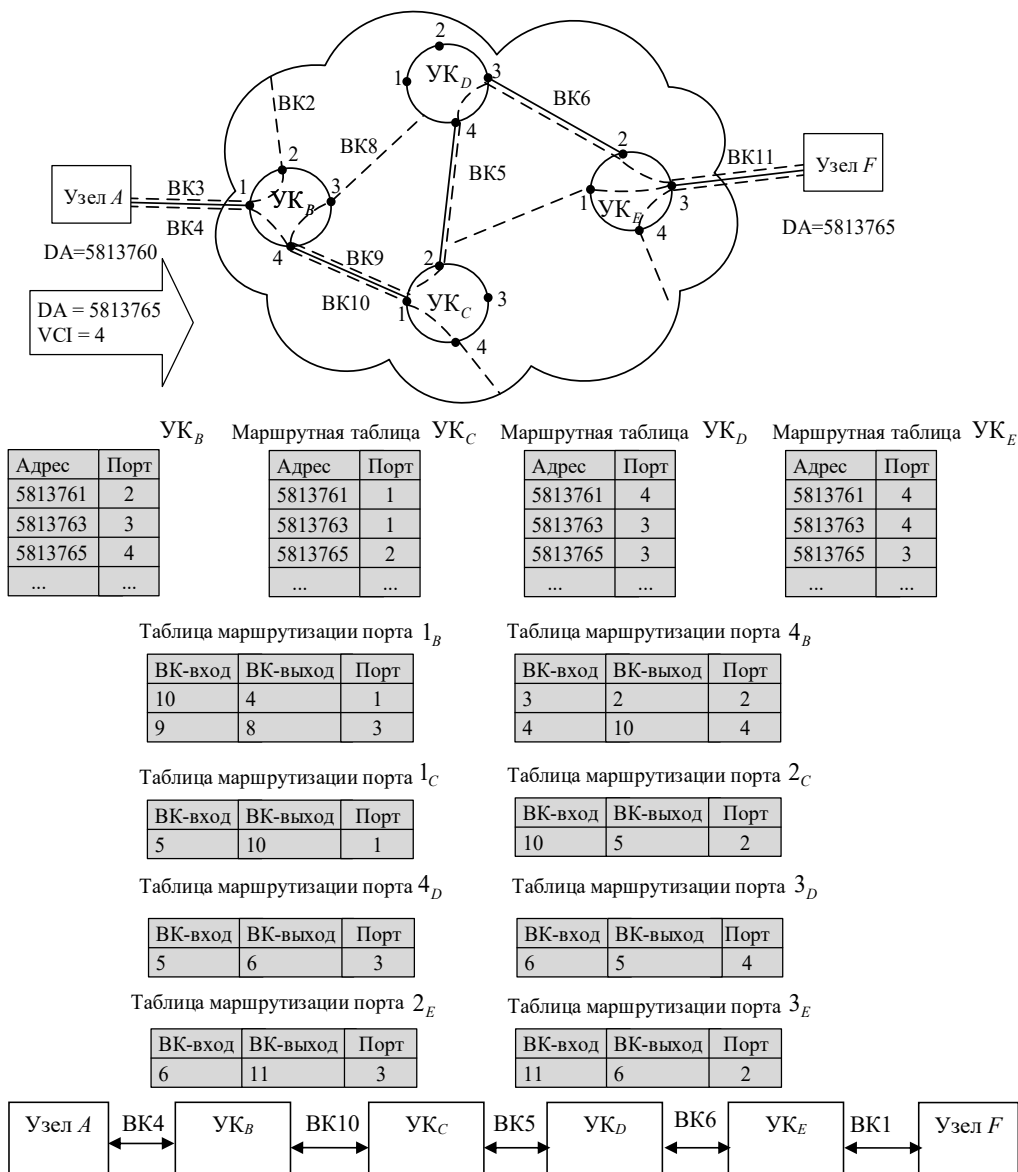 2
1
УК_D
3
4
ВК2
ВК6
ВК8
ВК5
2
ВК11
Узел F
Узел A
ВК3
ВК4
1
2
3
УК_B
4
1
УК_E
3
4
DA=5813760
DA=5813765
ВК9
ВК10
2
1
УК_C
3
4
DA = 5813765
VCI = 4
УК_B Маршрутная таблица УК_C Маршрутная таблица УК_D Маршрутная таблица УК_E
Адрес Порт Адрес Порт Адрес Порт Адрес Порт
5813761 2 5813761 1 5813761 4 5813761 4
5813763 3 5813763 1 5813763 3 5813763 4
5813765 4 5813765 2 5813765 3 5813765 3
... ... ... ... ... ... ... ...
Таблица маршрутизации порта 1_B Таблица маршрутизации порта 4_B
ВК-вход ВК-выход Порт ВК-вход ВК-выход Порт
10 4 1 3 2 2
9 8 3 4 10 4
Таблица маршрутизации порта 1_C Таблица маршрутизации порта 2_C
ВК-вход ВК-выход Порт ВК-вход ВК-выход Порт
5 10 1 10 5 2
Таблица маршрутизации порта 4_D Таблица маршрутизации порта 3_D
ВК-вход ВК-выход Порт ВК-вход ВК-выход Порт
5 6 3 6 5 4
Таблица маршрутизации порта 2_E Таблица маршрутизации порта 3_E
ВК-вход ВК-выход Порт ВК-вход ВК-выход Порт
6 11 3 11 6 2
Узел A ВК4 УК_B ВК10 УК_C ВК5 УК_D ВК6 УК_E ВК1 Узел F